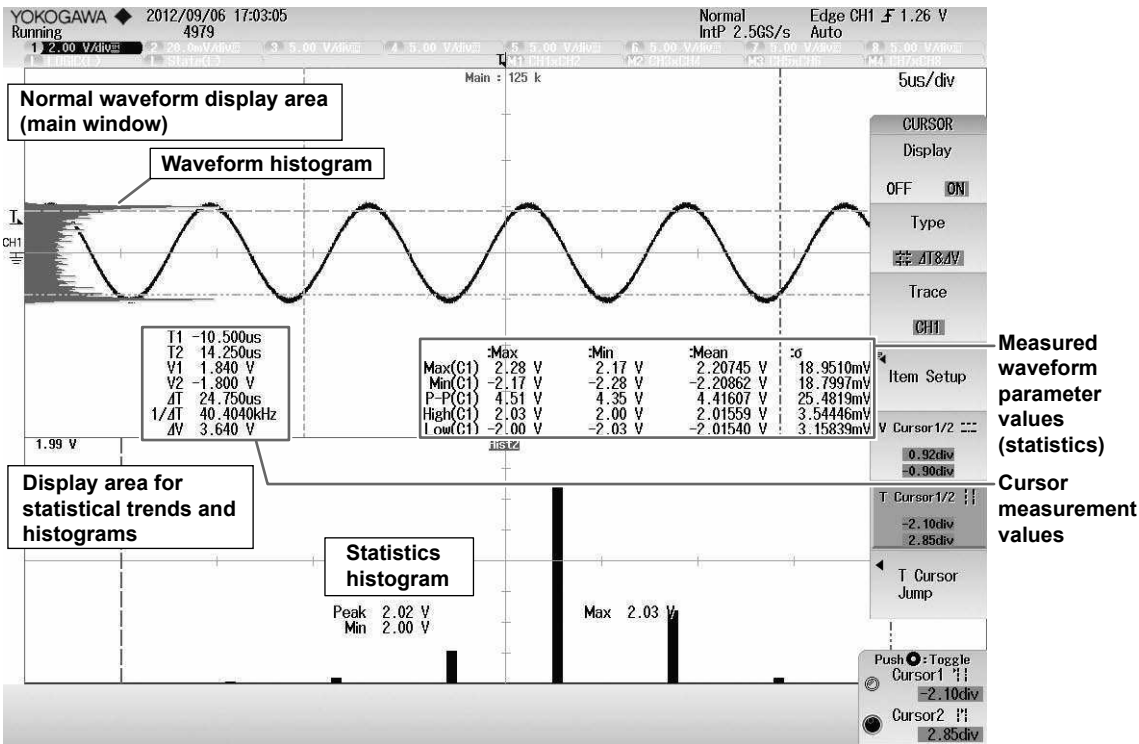 YOKOGAWA ◆ 2012/09/06 17:03:05
Running 4979
Normal Edge CH1 1.26 V
IntP 2.5GS/s Auto
1) 2.00 V/div 2 20.0mV/div 3 5.00 V/div 4 5.00 V/div 5 5.00 V/div 6 5.00 V/div 7 5.00 V/div 8 5.00 V/div
M1 CH1xCH2 M2 CH3xCH4 M3 CH5xCH6 M4 CH7xCH8
Main : 125 k
5us/div
Normal waveform display area
(main window)
Waveform histogram
T
CH1
CURSOR
Display
OFF ON
Type
ΔT&ΔV
Trace
CH1
Item Setup
V Cursor1/2
0.92div
-0.90div
T Cursor1/2
-2.10div
2.85div
T Cursor
Jump
T1 -10.500us
T2 14.250us
V1 1.840 V
V2 -1.800 V
ΔT 24.750us
1/ΔT 40.4040kHz
ΔV 3.640 V
:Max :Min :Mean :σ
Max(C1) 2.28 V 2.17 V 2.20745 V 18.9510mV
Min(C1) -2.17 V -2.28 V -2.20862 V 18.7997mV
P-P(C1) 4.51 V 4.35 V 4.41607 V 25.4819mV
High(C1) 2.03 V 2.00 V 2.01559 V 3.54446mV
Low(C1) -2.00 V -2.03 V -2.01540 V 3.15839mV
Measured
waveform
parameter
values
(statistics)
Cursor
measurement
values
1.99 V
Hist2
Display area for
statistical trends and
histograms
Statistics
histogram
Peak 2.02 V
Min 2.00 V
Max 2.03 V
Push :Toggle
Cursor1
-2.10div
Cursor2
2.85div